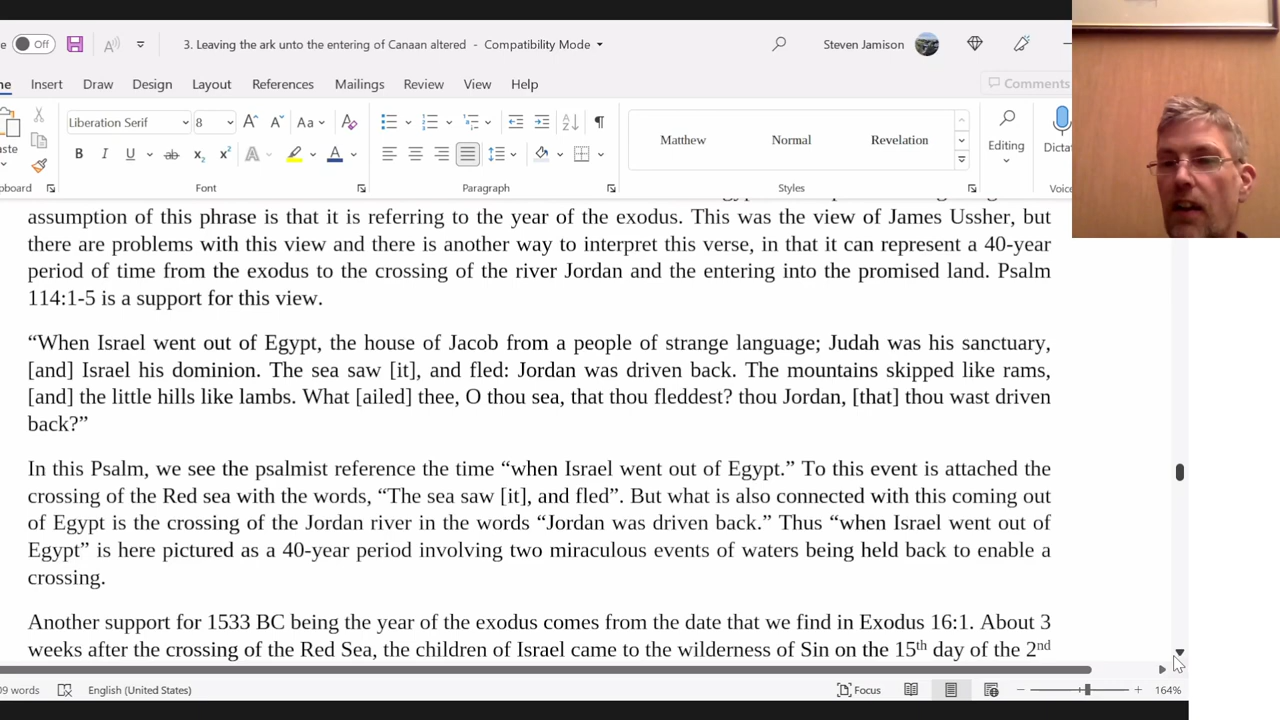 e Off
3. Leaving the ark unto the entering of Canaan altered - Compatibility Mode
Steven Jamison
me Insert Draw Design Layout References Mailings Review View Help
Comments
Liberation Serif 8 Aa
Matthew Normal Revelation
Editing
aste
B I U ab x₂ x² A A
Dictat
pboard Font Paragraph Styles Voice
assumption of this phrase is that it is referring to the year of the exodus. This was the view of James Ussher, but
there are problems with this view and there is another way to interpret this verse, in that it can represent a 40-year
period of time from the exodus to the crossing of the river Jordan and the entering into the promised land. Psalm
114:1-5 is a support for this view.
“When Israel went out of Egypt, the house of Jacob from a people of strange language; Judah was his sanctuary,
[and] Israel his dominion. The sea saw [it], and fled: Jordan was driven back. The mountains skipped like rams,
[and] the little hills like lambs. What [ailed] thee, O thou sea, that thou fleddest? thou Jordan, [that] thou wast driven
back?”
In this Psalm, we see the psalmist reference the time “when Israel went out of Egypt.” To this event is attached the
crossing of the Red sea with the words, “The sea saw [it], and fled”. But what is also connected with this coming out
of Egypt is the crossing of the Jordan river in the words “Jordan was driven back.” Thus “when Israel went out of
Egypt” is here pictured as a 40-year period involving two miraculous events of waters being held back to enable a
crossing.
Another support for 1533 BC being the year of the exodus comes from the date that we find in Exodus 16:1. About 3
weeks after the crossing of the Red Sea, the children of Israel came to the wilderness of Sin on the 15th day of the 2nd
09 words English (United States) Focus 164%